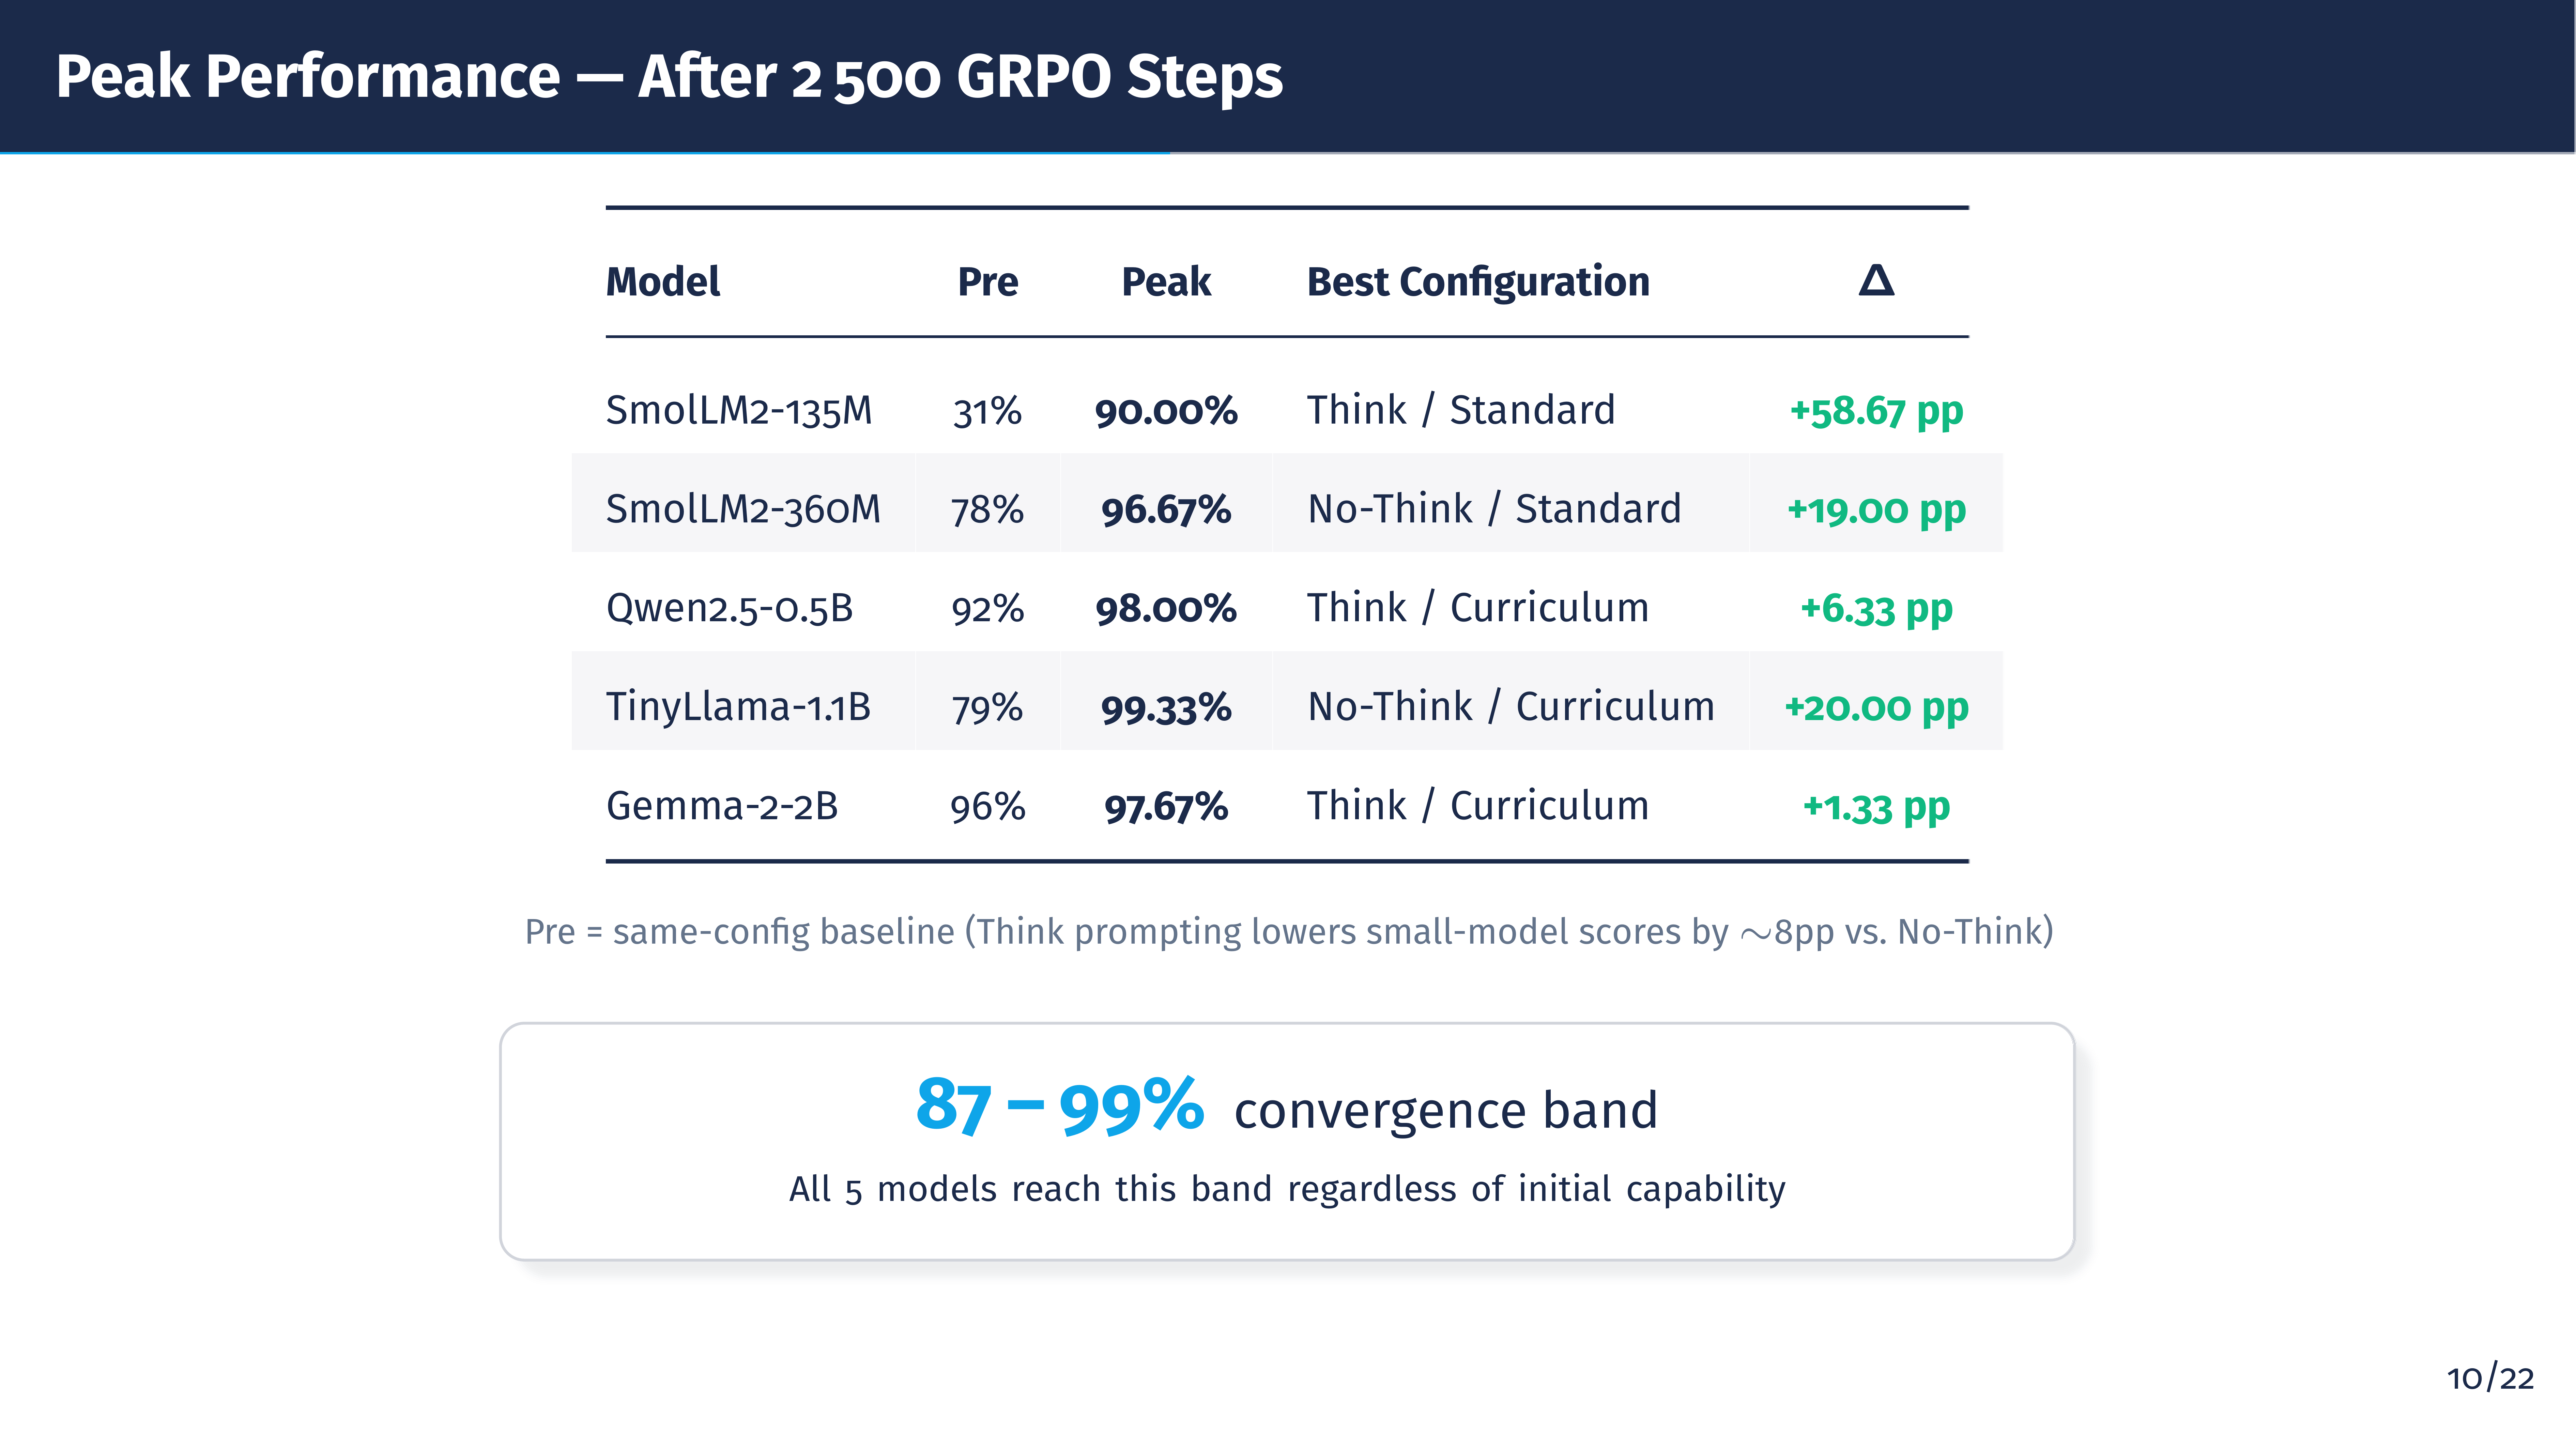 Peak Performance — After 2 500 GRPO Steps
Model Pre Peak Best Configuration Δ
SmolLM2-135M 31% 90.00% Think / Standard +58.67 pp
SmolLM2-360M 78% 96.67% No-Think / Standard +19.00 pp
Qwen2.5-0.5B 92% 98.00% Think / Curriculum +6.33 pp
TinyLlama-1.1B 79% 99.33% No-Think / Curriculum +20.00 pp
Gemma-2-2B 96% 97.67% Think / Curriculum +1.33 pp
Pre = same-config baseline (Think prompting lowers small-model scores by ∼8pp vs. No-Think)
87 – 99% convergence band
All 5 models reach this band regardless of initial capability
10/22